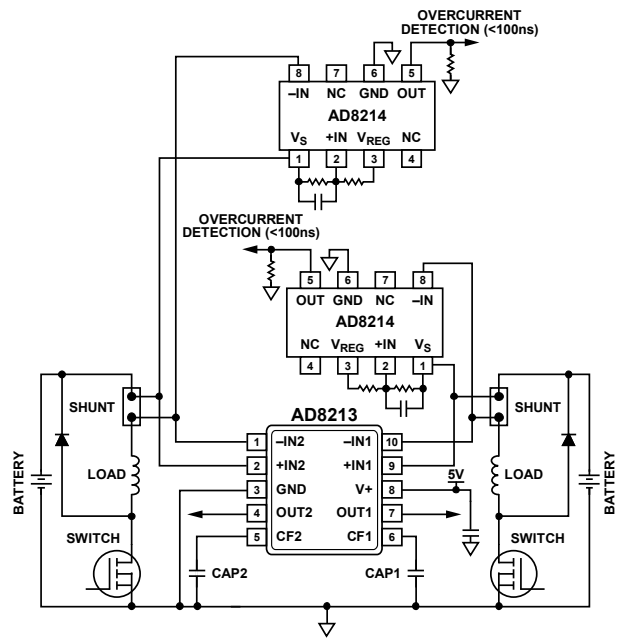 OVERCURRENT
DETECTION (<100ns)
8 7 6 5
–IN NC GND OUT
AD8214
VS +IN VREG NC
1 2 3 4
OVERCURRENT
DETECTION (<100ns)
5 6 7 8
OUT GND NC –IN
AD8214
NC VREG +IN VS
4 3 2 1
AD8213
SHUNT
SHUNT
1 –IN2 –IN1 10
2 +IN2 +IN1 9
LOAD
LOAD
5V
BATTERY
BATTERY
3 GND V+ 8
4 OUT2 OUT1 7
SWITCH
SWITCH
5 CF2 CF1 6
CAP2
CAP1